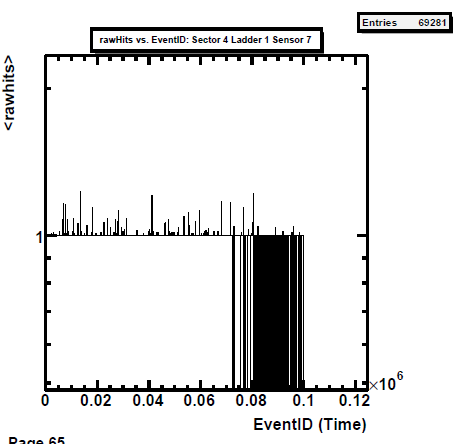 Entries 69281
rawHits vs. EventID: Sector 4 Ladder 1 Sensor 7
<rawhits>
1
0 0.02 0.04 0.06 0.08 0.1 0.12
×10^6
EventID (Time)
Page 65